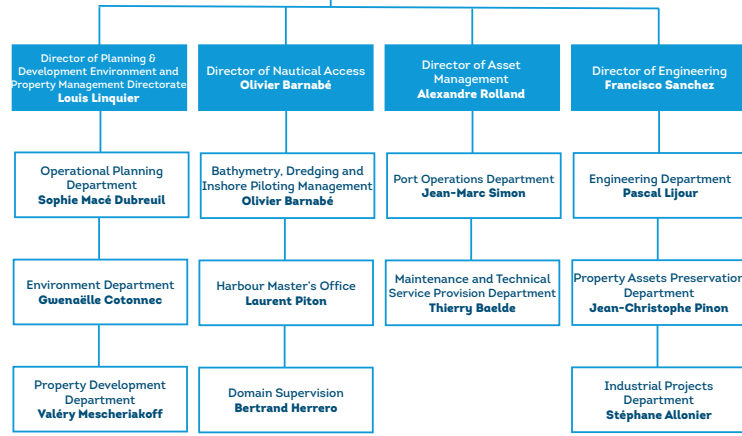 Director of Planning &
Development Environment and
Property Management Directorate
Louis Linquier
Director of Nautical Access
Olivier Barnabé
Director of Asset
Management
Alexandre Rolland
Director of Engineering
Francisco Sanchez
Operational Planning
Department
Sophie Macé Dubreuil
Bathymetry, Dredging and
Inshore Piloting Management
Olivier Barnabé
Port Operations Department
Jean-Marc Simon
Engineering Department
Pascal Lijour
Environment Department
Gwenaëlle Cotonnec
Harbour Master's Office
Laurent Piton
Maintenance and Technical
Service Provision Department
Thierry Baelde
Property Assets Preservation
Department
Jean-Christophe Pinon
Property Development
Department
Valéry Mescheriakoff
Domain Supervision
Bertrand Herrero
Industrial Projects
Department
Stéphane Allonier